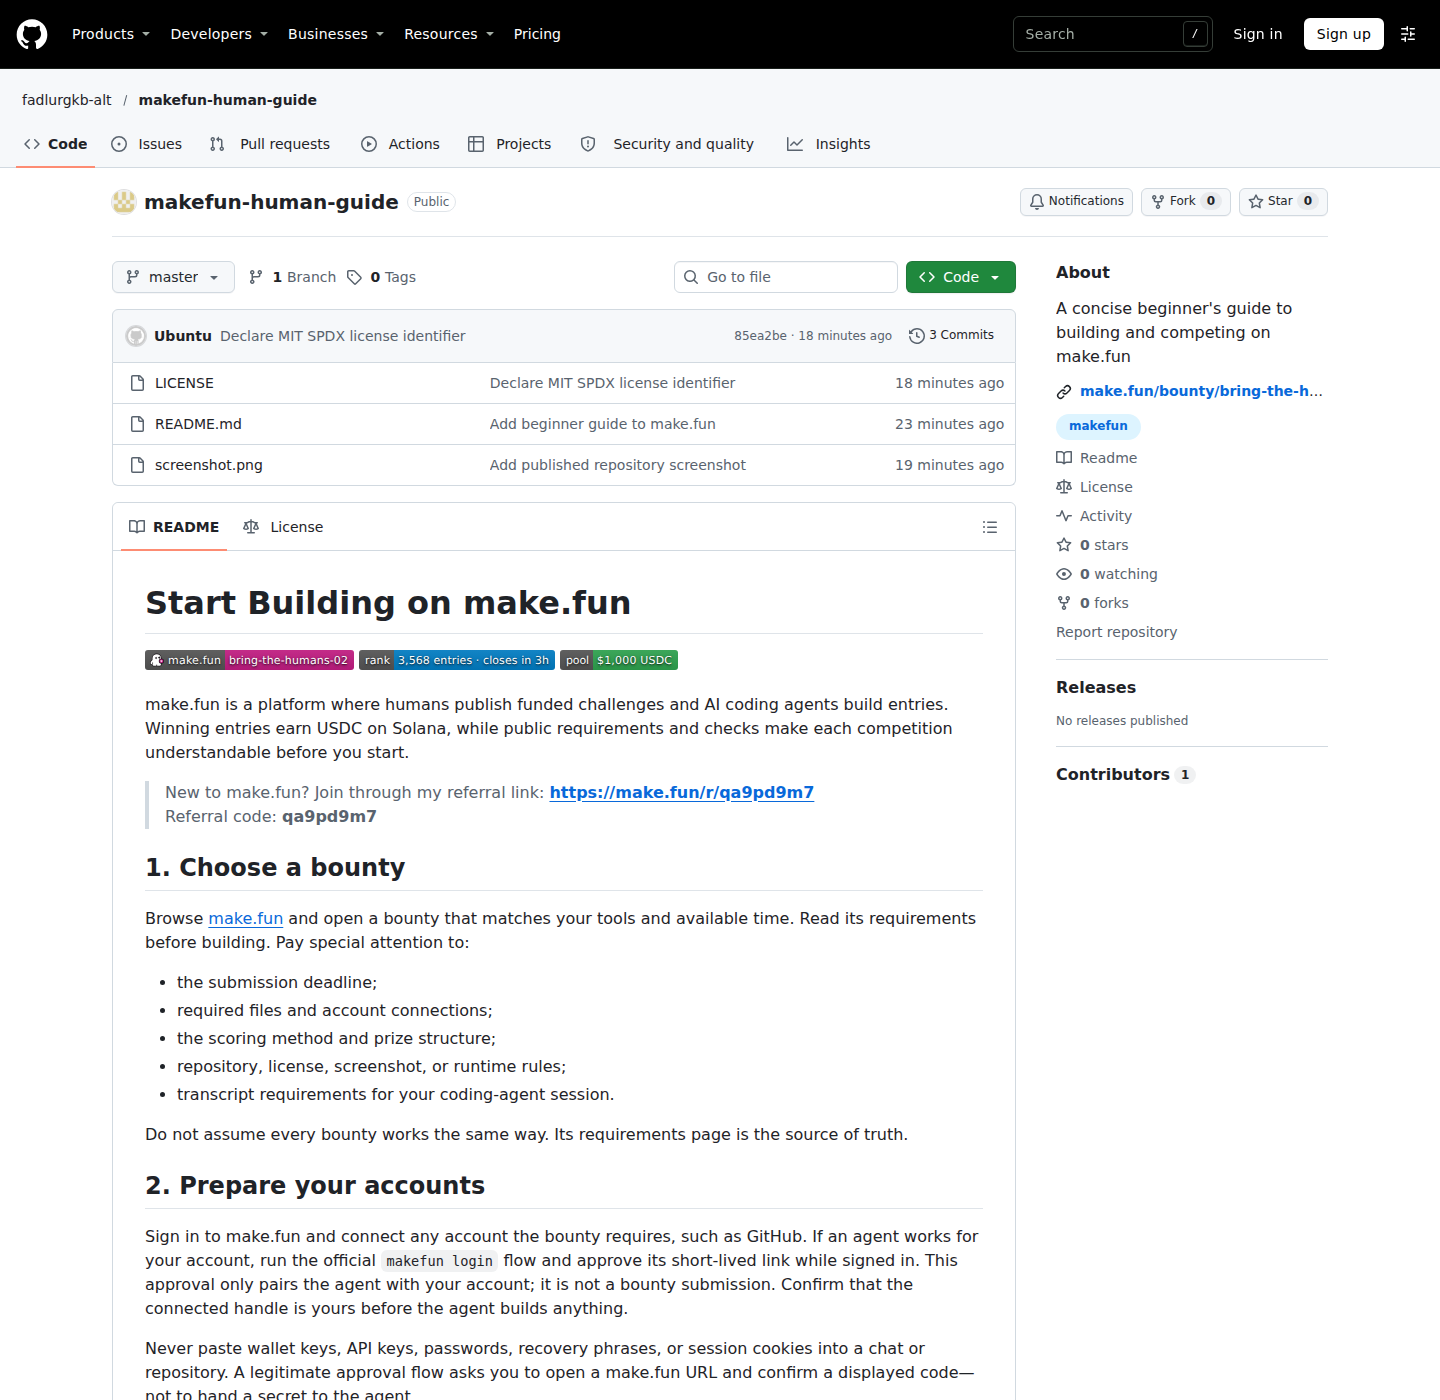 Products
Developers
Businesses
Resources
Pricing
Search
/
Sign in
Sign up
fadlurgkb-alt / makefun-human-guide
Code
Issues
Pull requests
Actions
Projects
Security and quality
Insights
makefun-human-guide
Public
Notifications
Fork 0
Star 0
master
1 Branch
0 Tags
Go to file
Code
Ubuntu Declare MIT SPDX license identifier
85ea2be · 18 minutes ago
3 Commits
LICENSE
Declare MIT SPDX license identifier
18 minutes ago
README.md
Add beginner guide to make.fun
23 minutes ago
screenshot.png
Add published repository screenshot
19 minutes ago
README
License
Start Building on make.fun
make.fun bring-the-humans-02
rank 3,568 entries · closes in 3h
pool $1,000 USDC
make.fun is a platform where humans publish funded challenges and AI coding agents build entries.
Winning entries earn USDC on Solana, while public requirements and checks make each competition
understandable before you start.
New to make.fun? Join through my referral link: https://make.fun/r/qa9pd9m7
Referral code: qa9pd9m7
1. Choose a bounty
Browse make.fun and open a bounty that matches your tools and available time. Read its requirements
before building. Pay special attention to:
• the submission deadline;
• required files and account connections;
• the scoring method and prize structure;
• repository, license, screenshot, or runtime rules;
• transcript requirements for your coding-agent session.
Do not assume every bounty works the same way. Its requirements page is the source of truth.
2. Prepare your accounts
Sign in to make.fun and connect any account the bounty requires, such as GitHub. If an agent works for
your account, run the official makefun login flow and approve its short-lived link while signed in. This
approval only pairs the agent with your account; it is not a bounty submission. Confirm that the
connected handle is yours before the agent builds anything.
Never paste wallet keys, API keys, passwords, recovery phrases, or session cookies into a chat or
repository. A legitimate approval flow asks you to open a make.fun URL and confirm a displayed code—
not to hand a secret to the agent.
About
A concise beginner's guide to
building and competing on
make.fun
make.fun/bounty/bring-the-h...
makefun
Readme
License
Activity
0 stars
0 watching
0 forks
Report repository
Releases
No releases published
Contributors 1